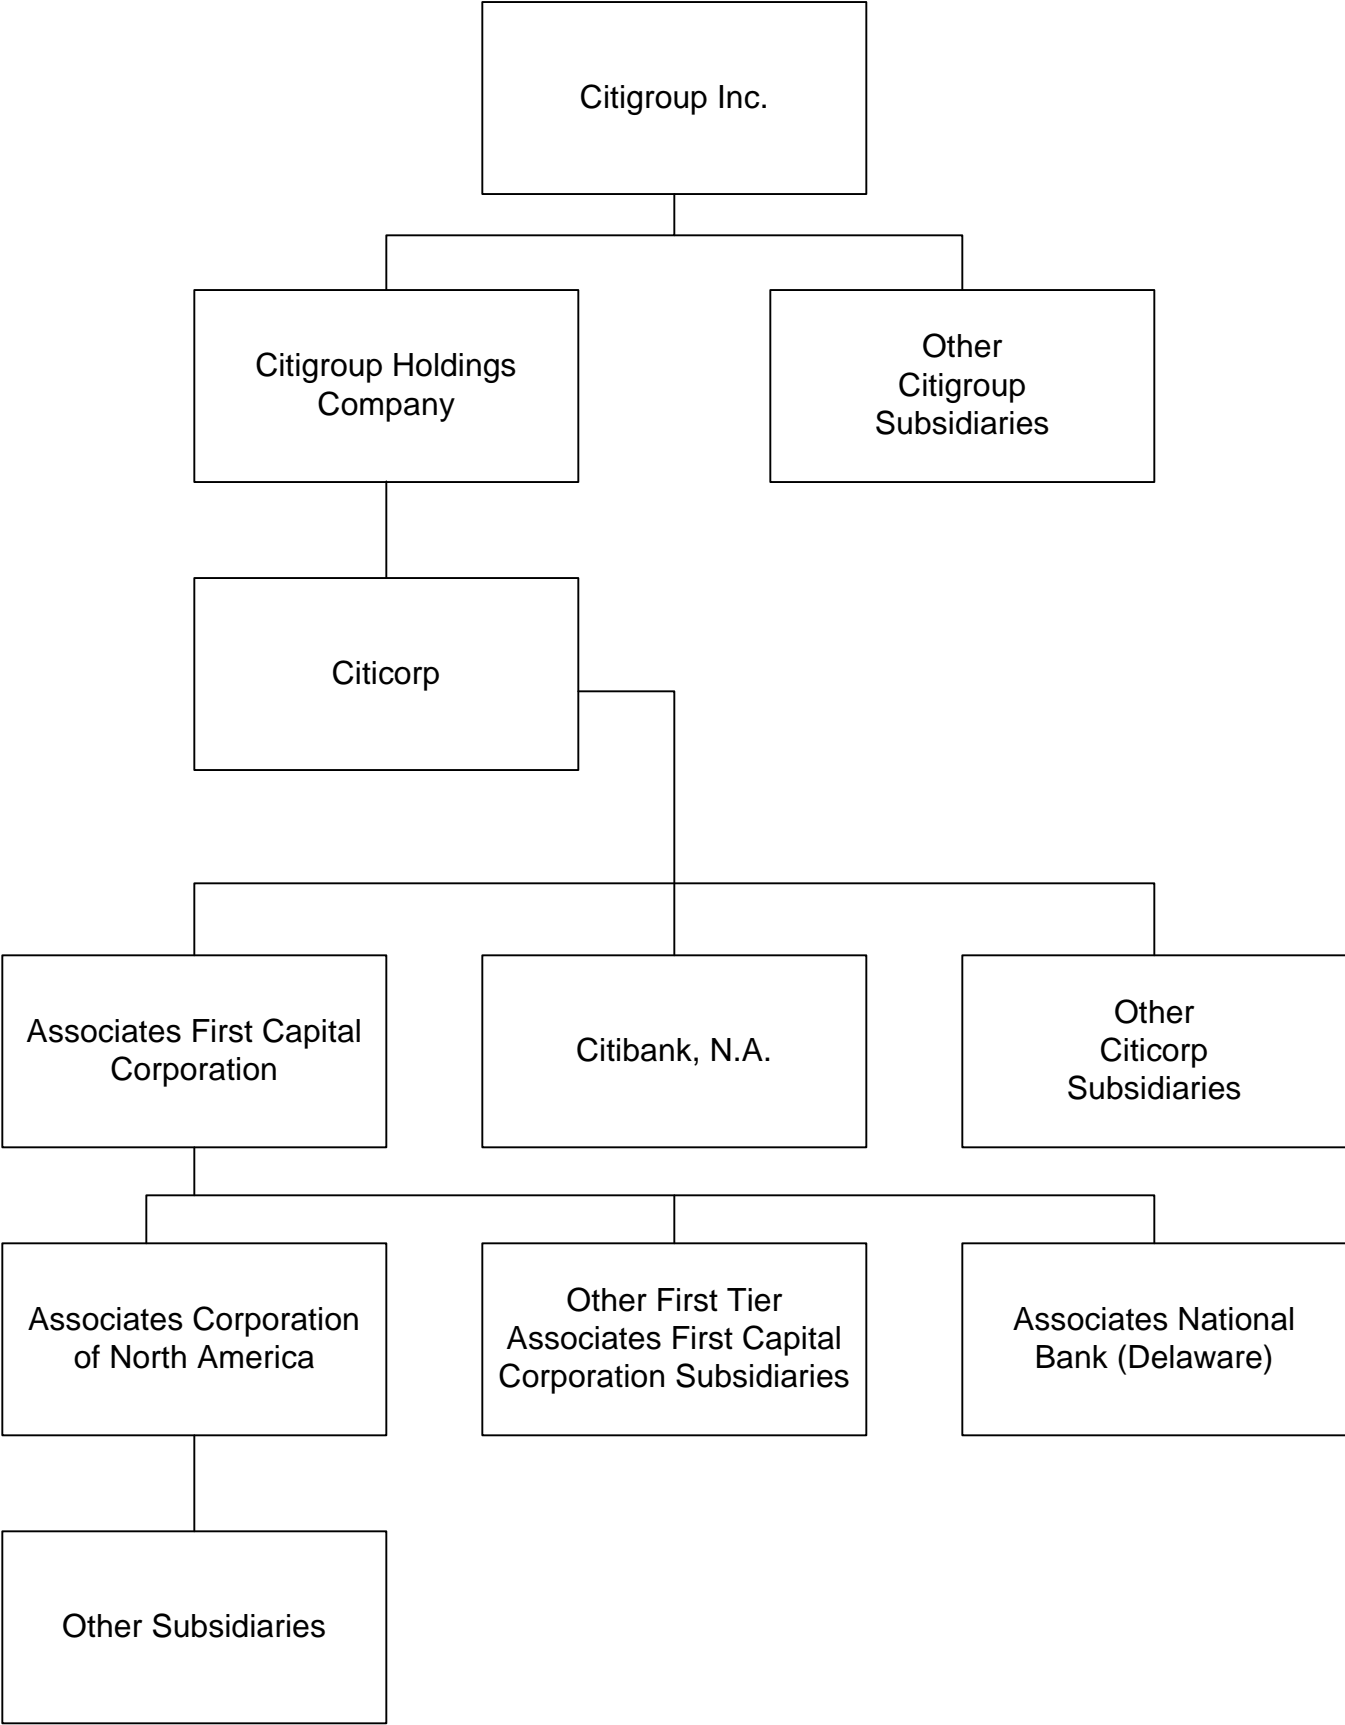 Citigroup Inc.
Citigroup Holdings
Company
Other
Citigroup
Subsidiaries
Citicorp
Associates First Capital
Corporation
Citibank, N.A.
Other
Citicorp
Subsidiaries
Associates Corporation
of North America
Other First Tier
Associates First Capital
Corporation Subsidiaries
Associates National
Bank (Delaware)
Other Subsidiaries